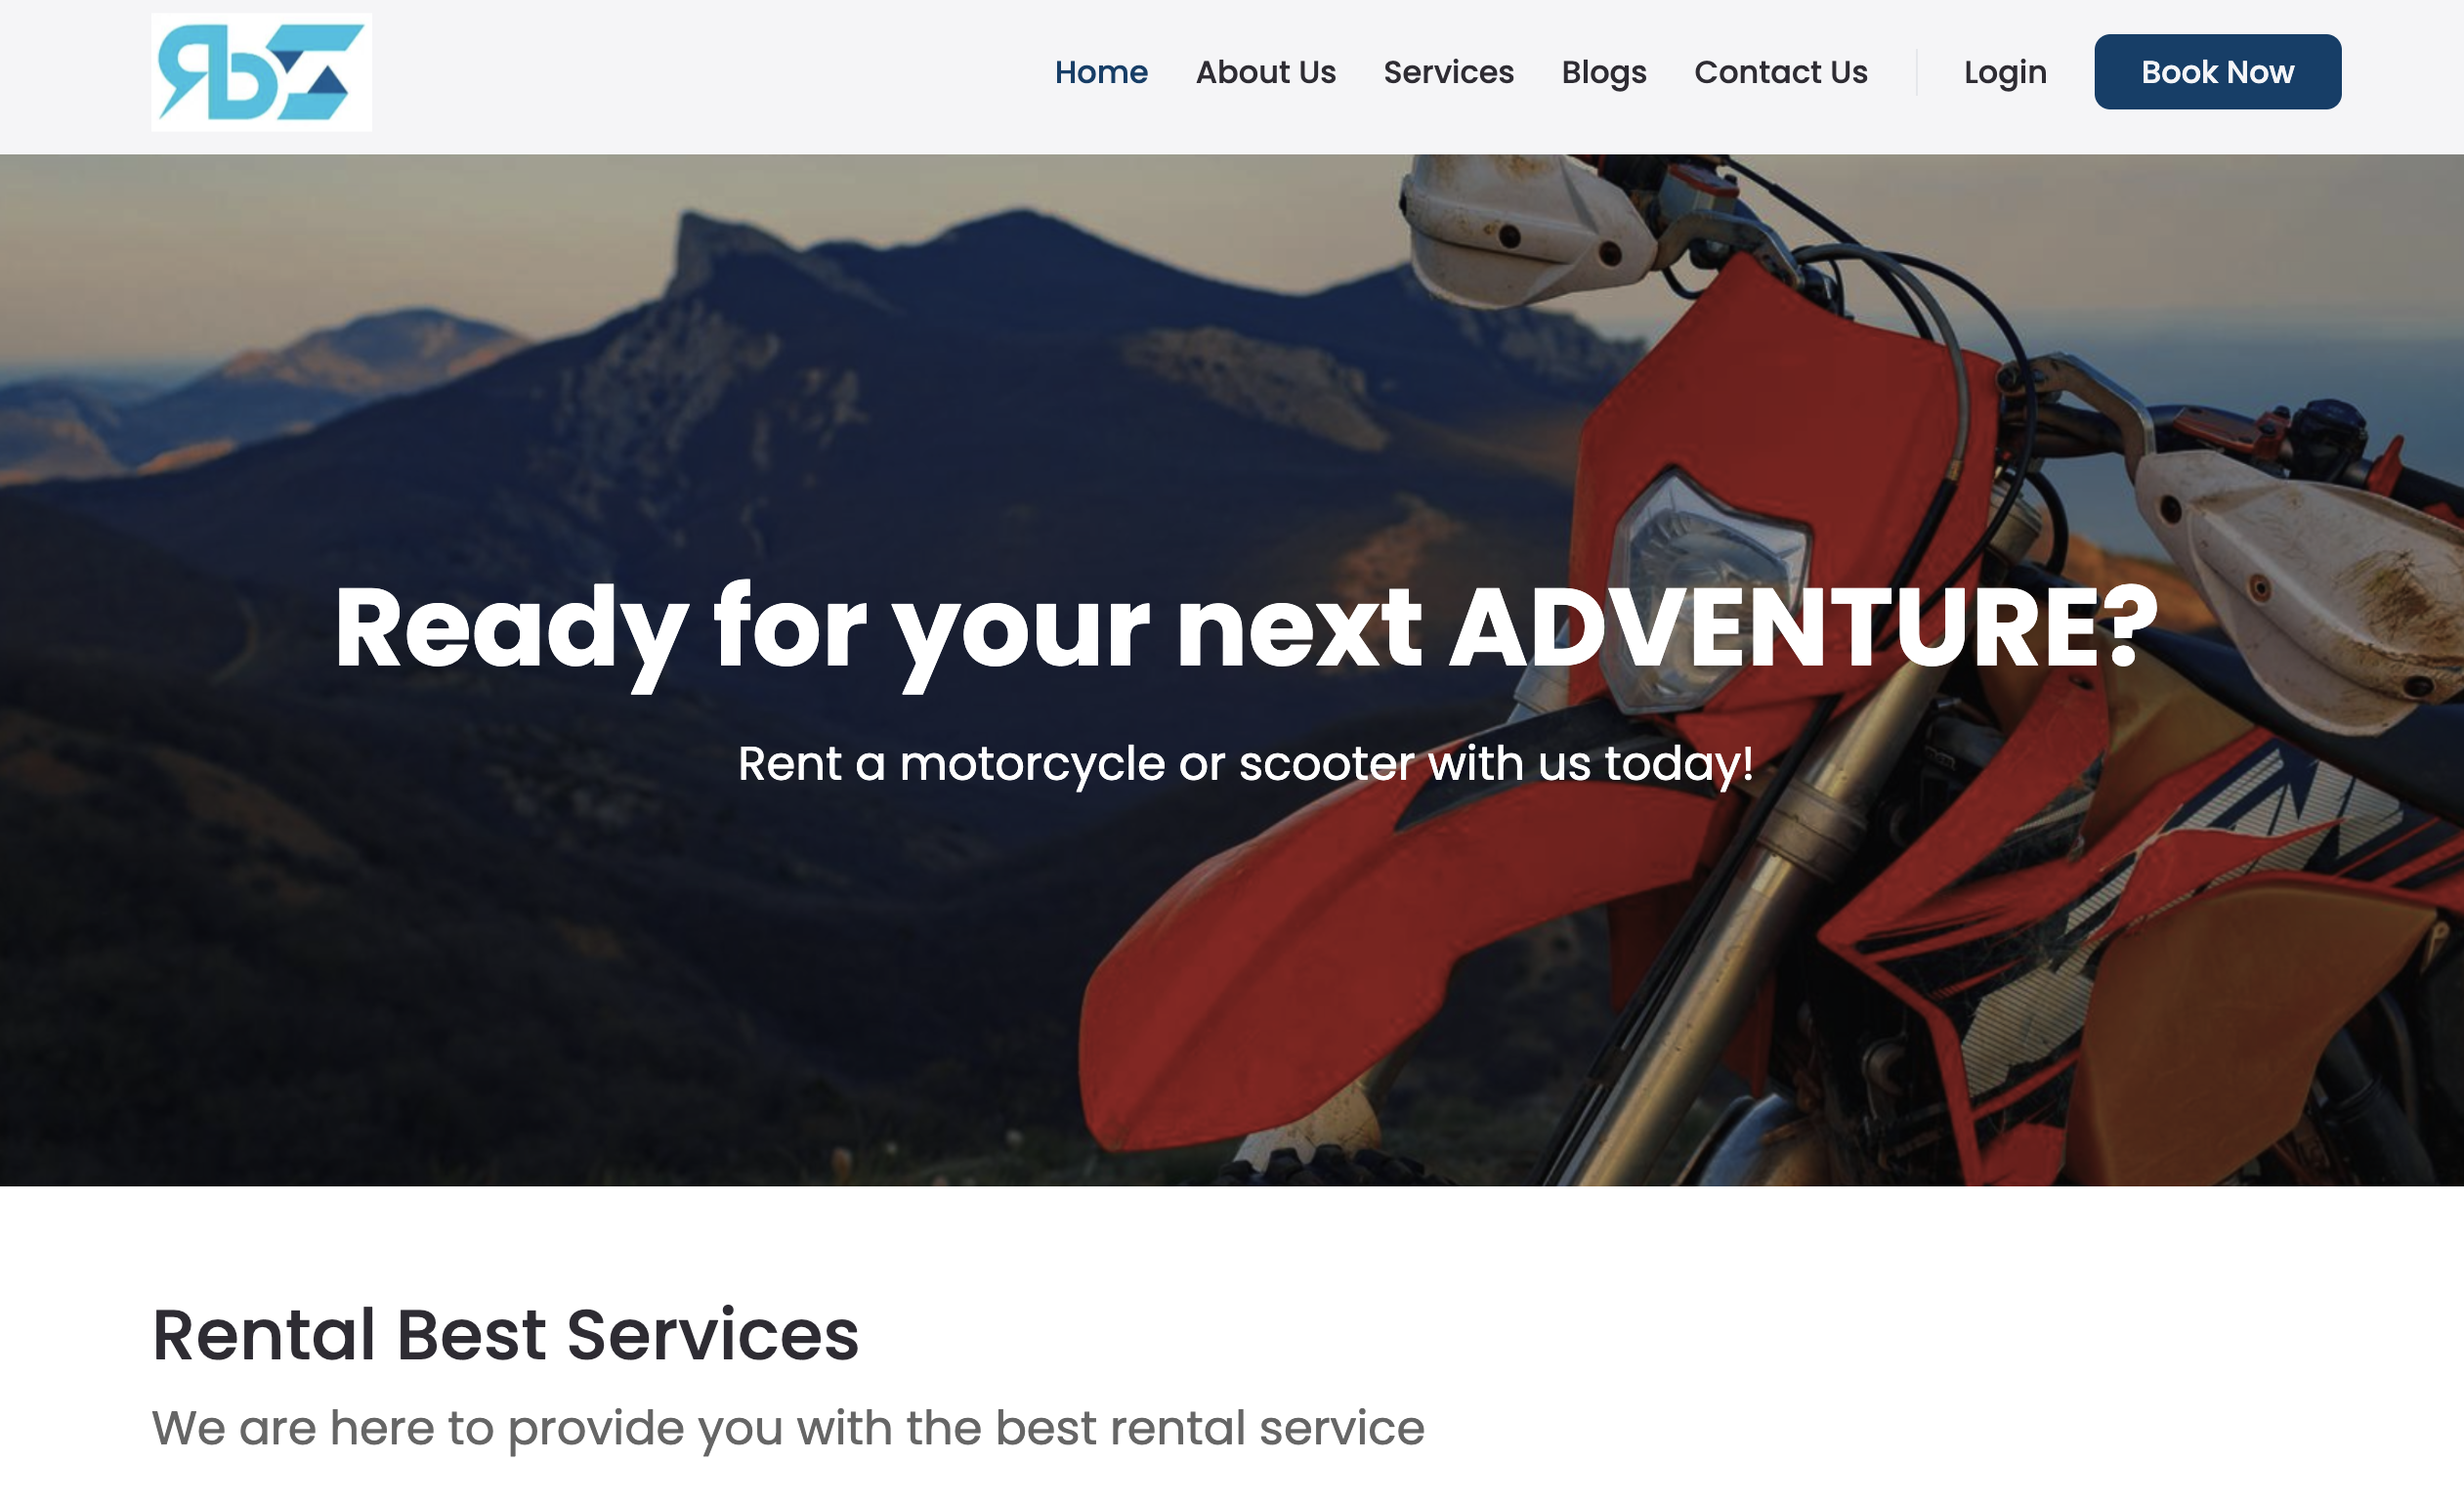 RbS
Home About Us Services Blogs Contact Us Login Book Now
Ready for your next ADVENTURE?
Rent a motorcycle or scooter with us today!
Rental Best Services
We are here to provide you with the best rental service